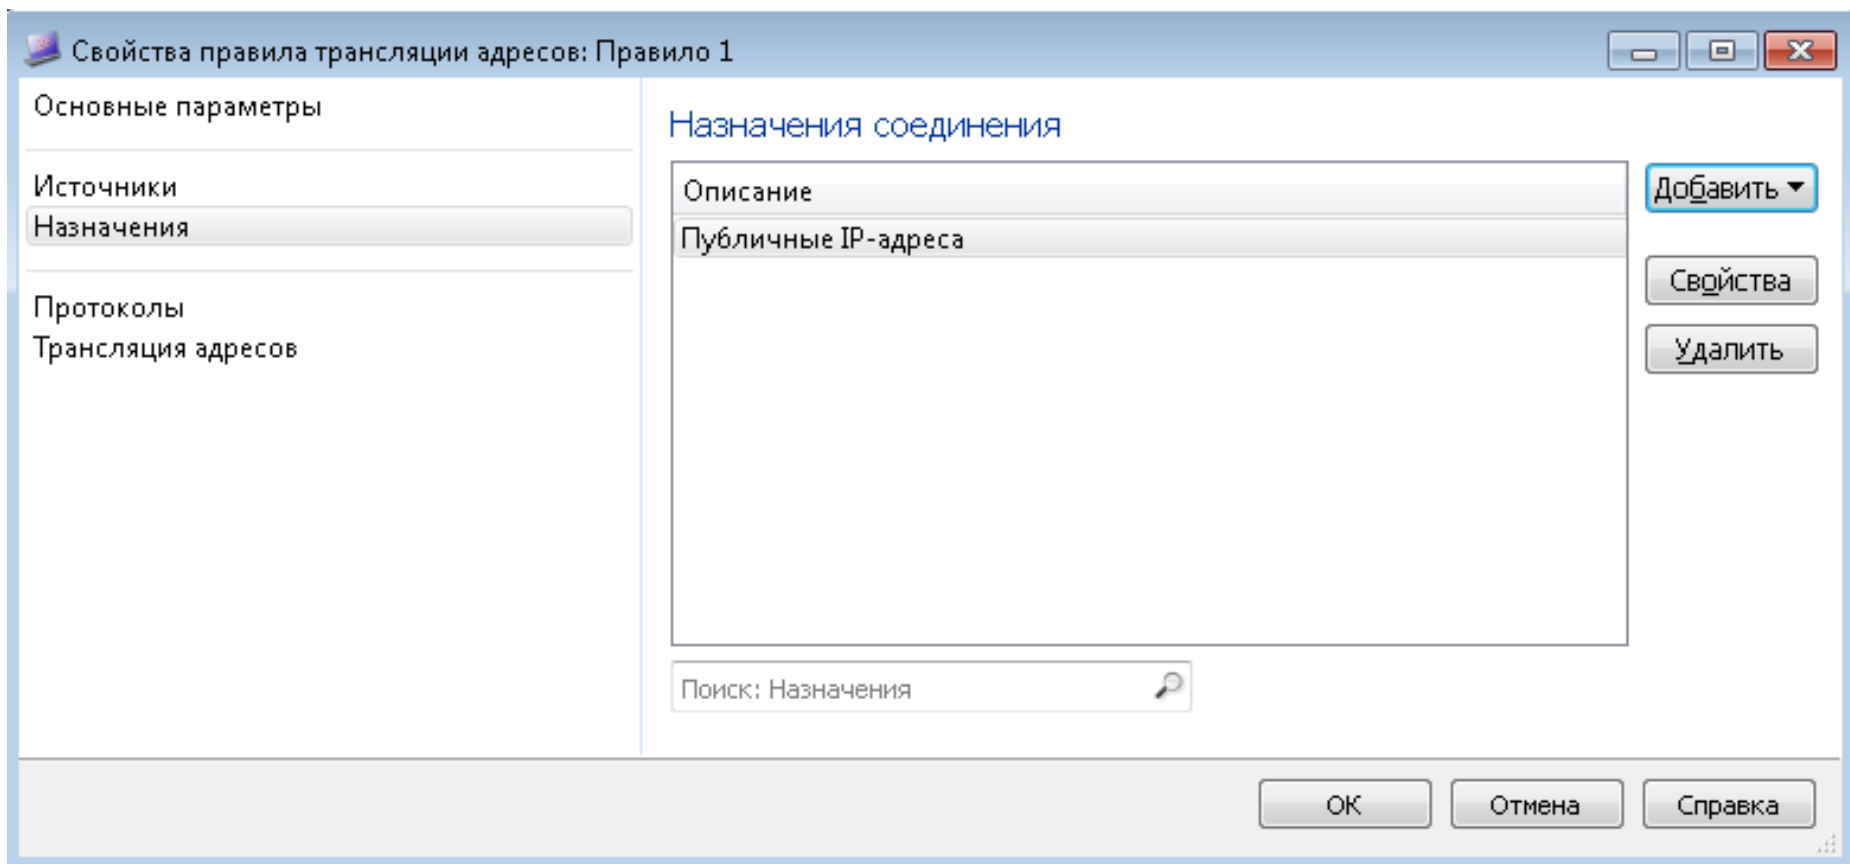 Свойства правила трансляции адресов: Правило 1
Основные параметры
Источники
Назначения
Протоколы
Трансляция адресов
Назначения соединения
Описание
Публичные IP-адреса
Поиск: Назначения
Добавить
Свойства
Удалить
ОК
Отмена
Справка